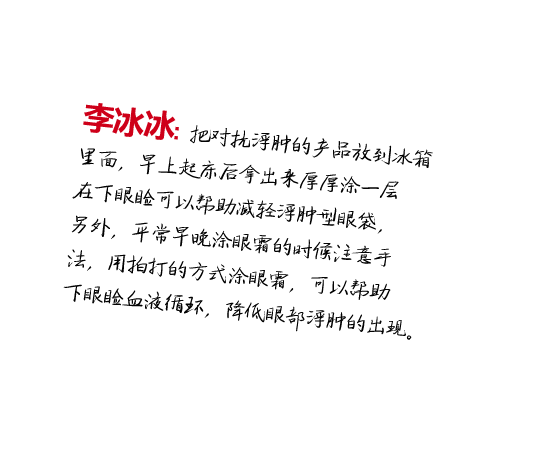 李冰冰：把对抗浮肿的产品放到冰箱
里面，早上起床后拿出来厚厚涂一层
在下眼睑可以帮助减轻浮肿型眼袋，
另外，平常早晚涂眼霜的时候注意手
法，用拍打的方式涂眼霜，可以帮助
下眼睑血液循环，降低眼部浮肿的出现。